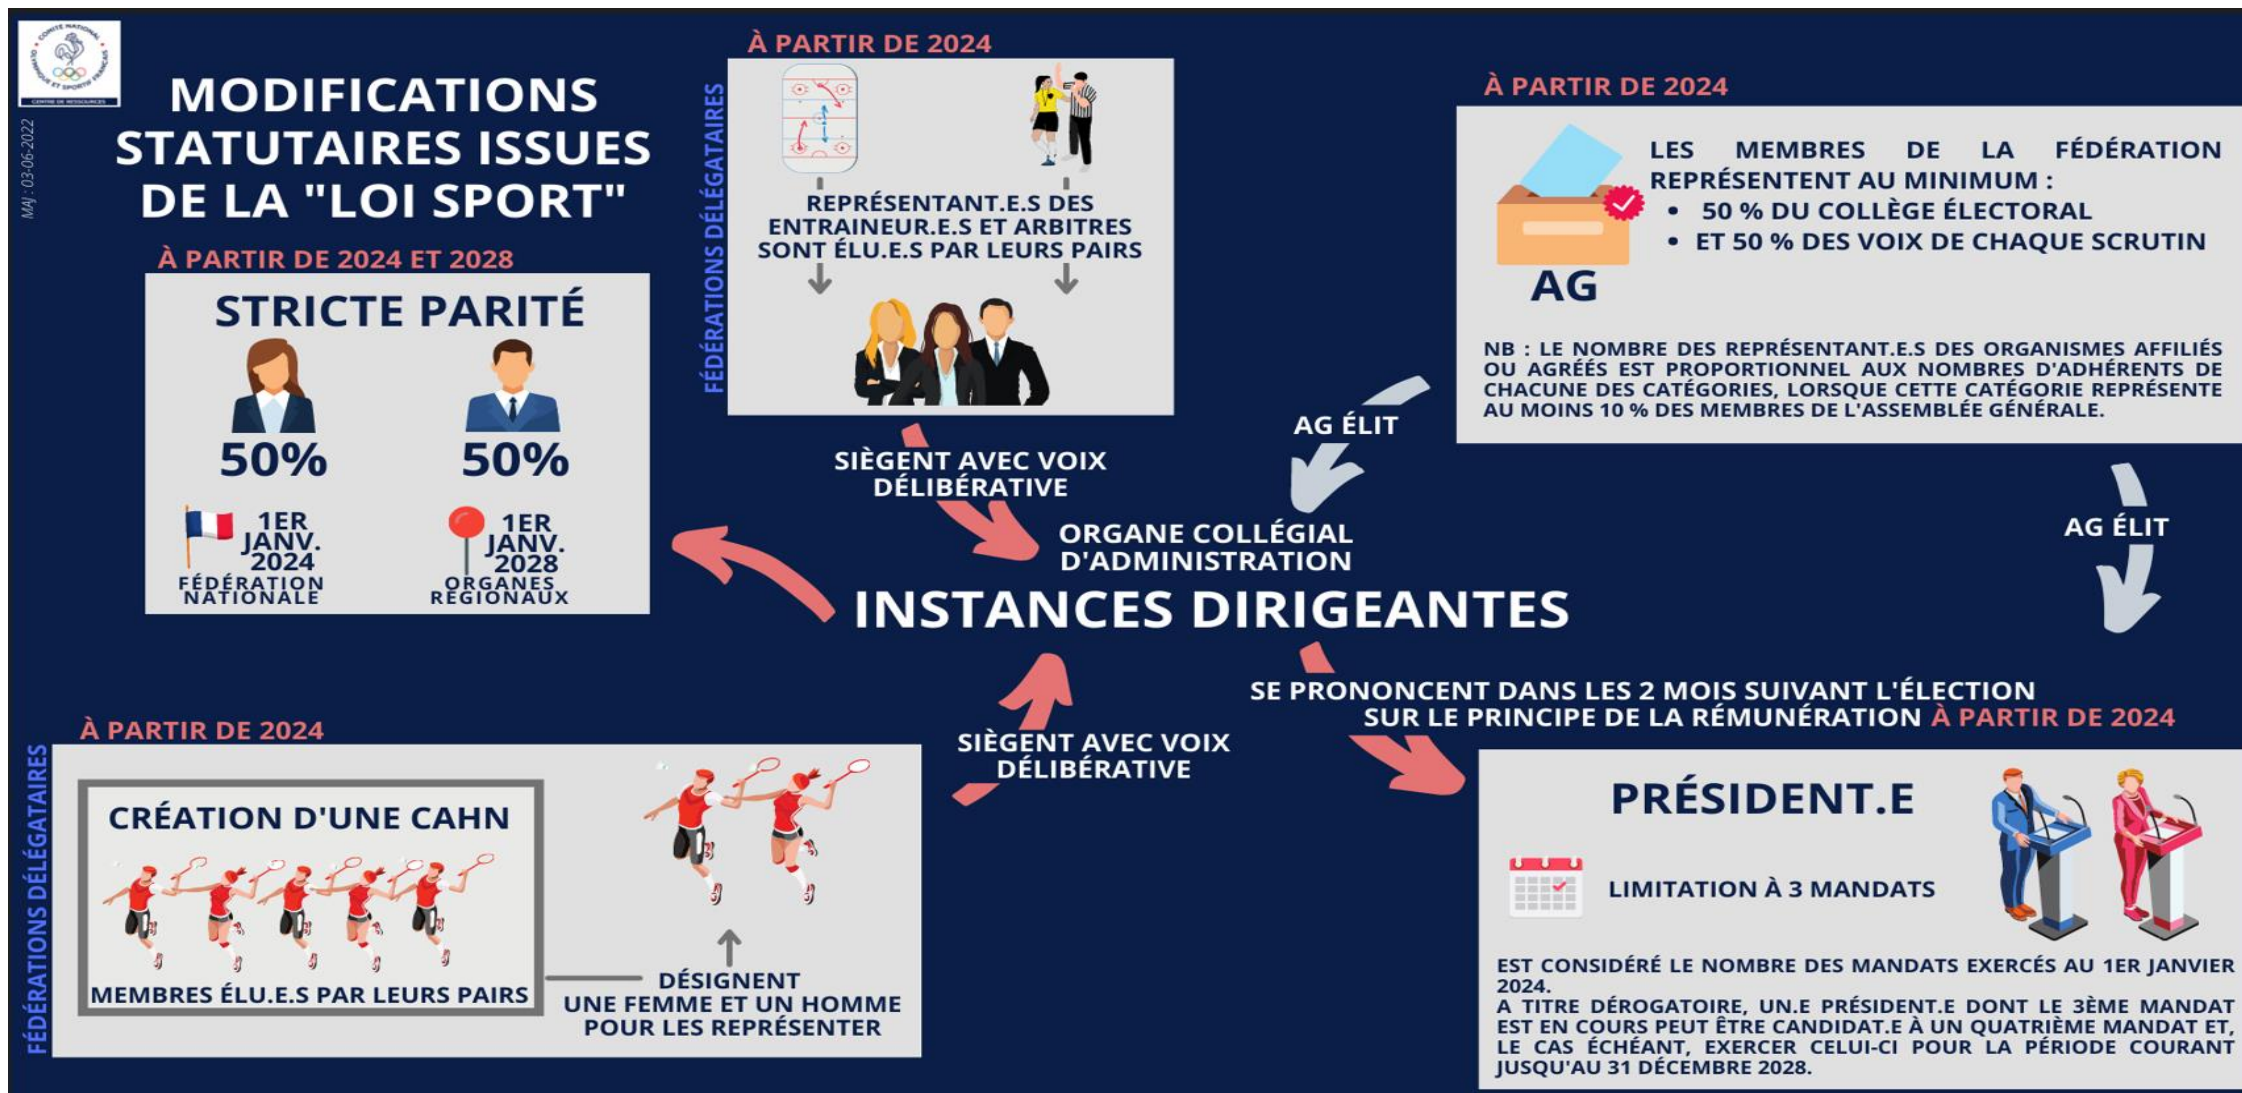 COMITÉ NATIONAL
OLYMPIQUE ET SPORTIF FRANÇAIS
CENTRE DE RESSOURCES
MAJ : 03-06-2022
MODIFICATIONS
STATUTAIRES ISSUES
DE LA "LOI SPORT"
À PARTIR DE 2024 ET 2028
STRICTE PARITÉ
50%
50%
1ER
JANV.
2024
FÉDÉRATION
NATIONALE
1ER
JANV.
2028
ORGANES
RÉGIONAUX
À PARTIR DE 2024
FÉDÉRATIONS DÉLÉGATAIRES
REPRÉSENTANT.E.S DES
ENTRAINEUR.E.S ET ARBITRES
SONT ÉLU.E.S PAR LEURS PAIRS
SIÈGENT AVEC VOIX
DÉLIBÉRATIVE
À PARTIR DE 2024
AG
LES MEMBRES DE LA FÉDÉRATION
REPRÉSENTENT AU MINIMUM :
• 50 % DU COLLÈGE ÉLECTORAL
• ET 50 % DES VOIX DE CHAQUE SCRUTIN
NB : LE NOMBRE DES REPRÉSENTANT.E.S DES ORGANISMES AFFILIÉS
OU AGRÉÉS EST PROPORTIONNEL AUX NOMBRES D'ADHÉRENTS DE
CHACUNE DES CATÉGORIES, LORSQUE CETTE CATÉGORIE REPRÉSENTE
AU MOINS 10 % DES MEMBRES DE L'ASSEMBLÉE GÉNÉRALE.
AG ÉLIT
AG ÉLIT
ORGANE COLLÉGIAL
D'ADMINISTRATION
INSTANCES DIRIGEANTES
SE PRONONCENT DANS LES 2 MOIS SUIVANT L'ÉLECTION
SUR LE PRINCIPE DE LA RÉMUNÉRATION À PARTIR DE 2024
À PARTIR DE 2024
FÉDÉRATIONS DÉLÉGATAIRES
CRÉATION D'UNE CAHN
MEMBRES ÉLU.E.S PAR LEURS PAIRS
DÉSIGNENT
UNE FEMME ET UN HOMME
POUR LES REPRÉSENTER
SIÈGENT AVEC VOIX
DÉLIBÉRATIVE
PRÉSIDENT.E
LIMITATION À 3 MANDATS
EST CONSIDÉRÉ LE NOMBRE DES MANDATS EXERCÉS AU 1ER JANVIER
2024.
A TITRE DÉROGATOIRE, UN.E PRÉSIDENT.E DONT LE 3ÈME MANDAT
EST EN COURS PEUT ÊTRE CANDIDAT.E À UN QUATRIÈME MANDAT ET,
LE CAS ÉCHÉANT, EXERCER CELUI-CI POUR LA PÉRIODE COURANT
JUSQU'AU 31 DÉCEMBRE 2028.